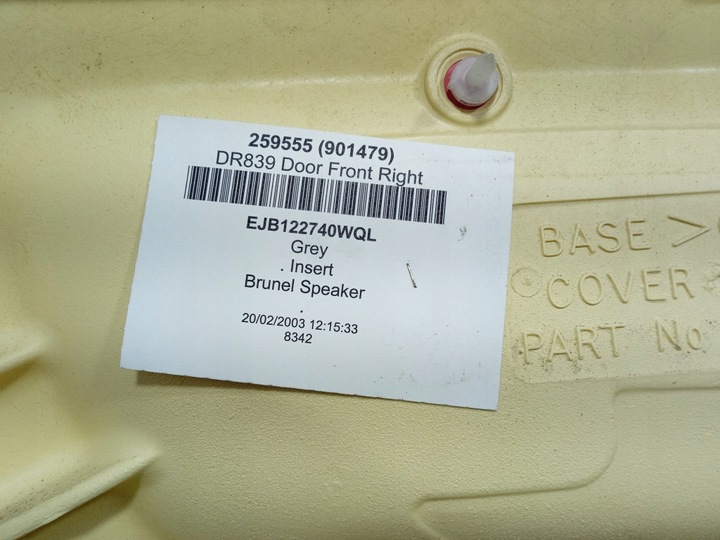 259555 (901479)
DR839 Door Front Right
EJB122740WQL
Grey
. Insert
Brunel Speaker
.
20/02/2003 12:15:33
8342
BASE >
COVER
PART No